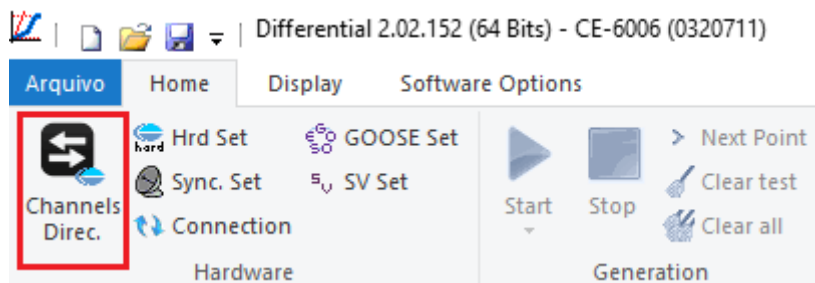 Differential 2.02.152 (64 Bits) - CE-6006 (0320711)
Arquivo Home Display Software Options
Hrd Set GOOSE Set Next Point
Sync. Set SV Set Clear test
Channels Direc. Connection Start Stop Clear all
Hardware Generation